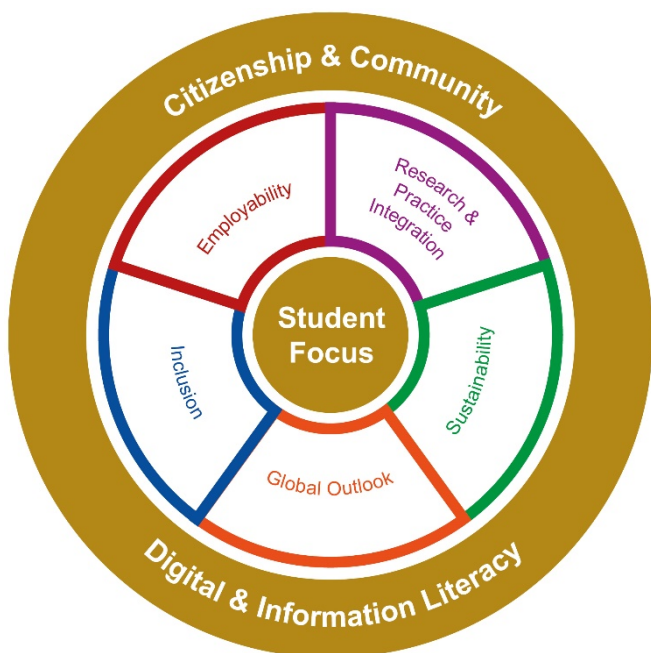 Citizenship & Community
Employability
Research &
Practice
Integration
Student
Focus
Inclusion
Sustainability
Global Outlook
Digital & Information Literacy